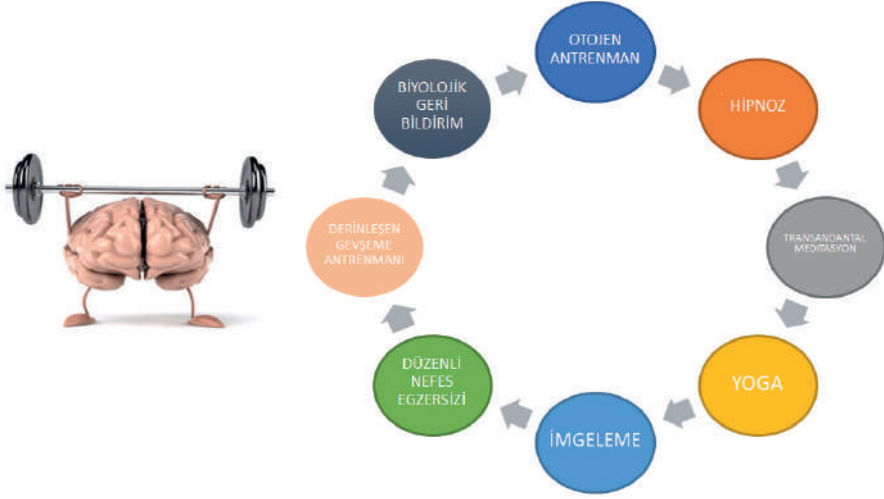 OTOJEN
ANTRENMAN
HİPNOZ
TRANSANDANTAL
MEDİTASYON
YOGA
İMGELEME
DÜZENLİ
NEFES
EGZERSİZİ
DERİNLEŞEN
GEVŞEME
ANTRENMANI
BİYOLOJİK
GERİ
BİLDİRİM